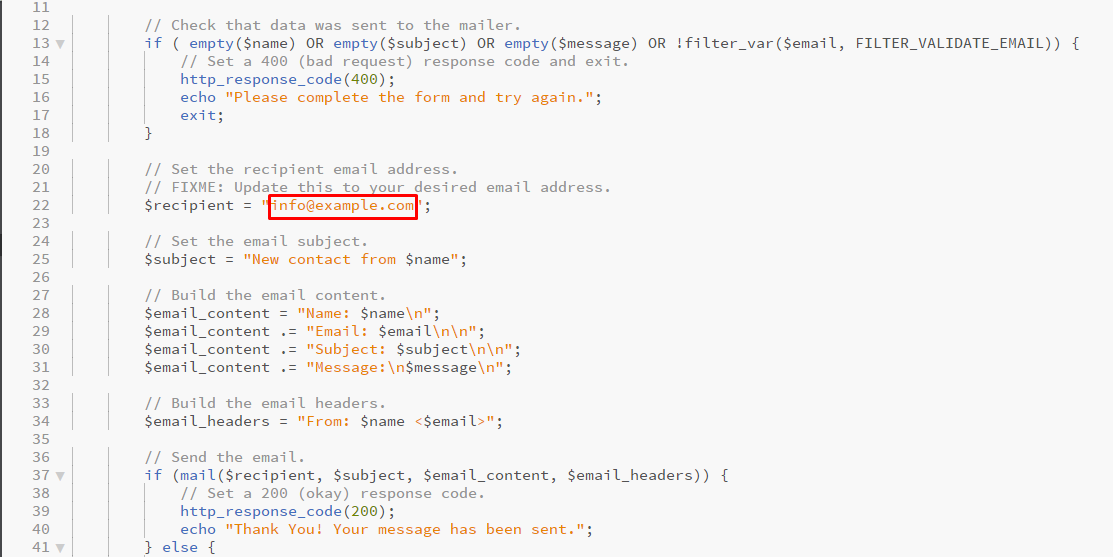 11
12 // Check that data was sent to the mailer.
13 if ( empty($name) OR empty($subject) OR empty($message) OR !filter_var($email, FILTER_VALIDATE_EMAIL)) {
14 // Set a 400 (bad request) response code and exit.
15 http_response_code(400);
16 echo "Please complete the form and try again.";
17 exit;
18 }
19
20 // Set the recipient email address.
21 // FIXME: Update this to your desired email address.
22 $recipient = "info@example.com";
23
24 // Set the email subject.
25 $subject = "New contact from $name";
26
27 // Build the email content.
28 $email_content = "Name: $name\n";
29 $email_content .= "Email: $email\n\n";
30 $email_content .= "Subject: $subject\n\n";
31 $email_content .= "Message:\n$message\n";
32
33 // Build the email headers.
34 $email_headers = "From: $name <$email>";
35
36 // Send the email.
37 if (mail($recipient, $subject, $email_content, $email_headers)) {
38 // Set a 200 (okay) response code.
39 http_response_code(200);
40 echo "Thank You! Your message has been sent.";
41 } else {